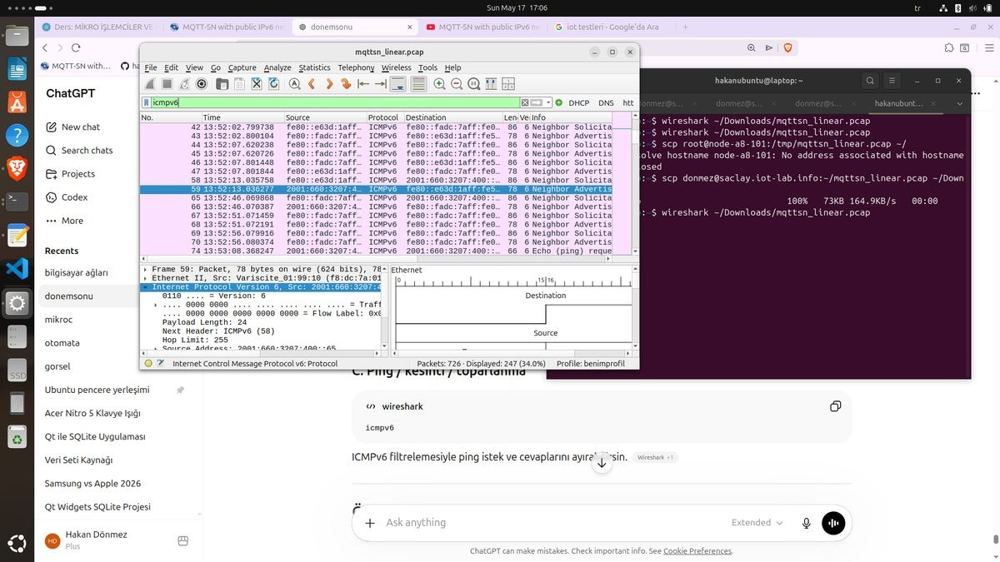 Sun May 17 17:06
tr
Ders: MİKRO İŞLEMCİLER VE
MQTT-SN with public IPv6 ne
donemsonu
MQTT-SN with public IPv6 ne
iot testleri - Google'da Ara
MQTT-SN with...
ChatGPT
New chat
Search chats
Projects
Codex
More
Recents
bilgisayar ağları
donemsonu
mikroc
otomata
gorsel
Ubuntu pencere yerleşimi
Acer Nitro 5 Klavye Işığı
Qt ile SQLite Uygulaması
Veri Seti Kaynağı
Samsung vs Apple 2026
Qt Widgets SQLite Projesi
HD
Hakan Dönmez
Plus
mqttsn_linear.pcap
File Edit View Go Capture Analyze Statistics Telephony Wireless Tools Help
icmpv6
DHCP DNS htt
No. Time Source Protocol Destination Len Ve Info
42 13:52:02.799738 fe80::e63d:1aff... ICMPv6 fe80::fadc:7aff:fe0... 86 6 Neighbor Solicita
43 13:52:02.800104 fe80::fadc:7aff... ICMPv6 fe80::e63d:1aff:fe5... 78 6 Neighbor Advertis
44 13:52:07.620238 fe80::fadc:7aff... ICMPv6 fe80::e63d:1aff:fe5... 86 6 Neighbor Solicita
45 13:52:07.620726 fe80::e63d:1aff... ICMPv6 fe80::fadc:7aff:fe0... 78 6 Neighbor Advertis
46 13:52:07.801448 fe80::e63d:1aff... ICMPv6 fe80::fadc:7aff:fe0... 86 6 Neighbor Solicita
47 13:52:07.801844 fe80::fadc:7aff... ICMPv6 fe80::e63d:1aff:fe5... 78 6 Neighbor Advertis
58 13:52:13.035758 fe80::e63d:1aff... ICMPv6 2001:660:3207:400::... 86 6 Neighbor Solicita
59 13:52:13.036277 2001:660:3207:4... ICMPv6 fe80::e63d:1aff:fe5... 78 6 Neighbor Advertis
65 13:52:46.069868 fe80::e63d:1aff... ICMPv6 2001:660:3207:400::... 86 6 Neighbor Solicita
66 13:52:46.070387 2001:660:3207:4... ICMPv6 fe80::e63d:1aff:fe5... 78 6 Neighbor Advertis
67 13:52:51.071459 fe80::e63d:1aff... ICMPv6 fe80::fadc:7aff:fe0... 86 6 Neighbor Solicita
68 13:52:51.072191 fe80::fadc:7aff... ICMPv6 fe80::e63d:1aff:fe5... 78 6 Neighbor Advertis
69 13:52:56.079916 fe80::fadc:7aff... ICMPv6 fe80::e63d:1aff:fe5... 86 6 Neighbor Solicita
70 13:52:56.080374 fe80::e63d:1aff... ICMPv6 fe80::fadc:7aff:fe0... 78 6 Neighbor Advertis
74 13:53:08.368247 2001:660:3207:4... ICMPv6 2001:660:3207:400::... 66 6 Echo (ping) reque
Frame 59: Packet, 78 bytes on wire (624 bits), 78
Ethernet II, Src: Variscite_01:99:10 (f8:dc:7a:01
Internet Protocol Version 6, Src: 2001:660:3207:4
0110 .... = Version: 6
.... 0000 0000 .... .... .... .... .... = Traff
.... 0000 0000 0000 0000 0000 = Flow Label: 0x0
Payload Length: 24
Next Header: ICMPv6 (58)
Hop Limit: 255
Source Address: 2001:660:3207:400::65
Ethernet
0 15 16
Destination
Source
Internet Control Message Protocol v6: Protocol
Packets: 726 · Displayed: 247 (34.0%)
Profile: benimprofil
hakanubuntu@laptop: ~
donmez@s...
donmez@s...
donmez@s...
hakanubunt...
:~$ wireshark ~/Downloads/mqttsn_linear.pcap
:~$ wireshark ~/Downloads/mqttsn_linear.pcap
:~$ scp root@node-a8-101:/tmp/mqttsn_linear.pcap ~/
olve hostname node-a8-101: No address associated with hostname
osed
:~$ scp donmez@saclay.iot-lab.info:~/mqttsn_linear.pcap ~/Down
100% 73KB 164.9KB/s 00:00
:~$ wireshark ~/Downloads/mqttsn_linear.pcap
C. Ping / kesinti / toparlanma
wireshark
icmpv6
ICMPv6 filtrelemesiyle ping istek ve cevaplarını ayırabilirsin.
Wireshark +1
Ask anything
Extended
ChatGPT can make mistakes. Check important info. See Cookie Preferences.
SSD